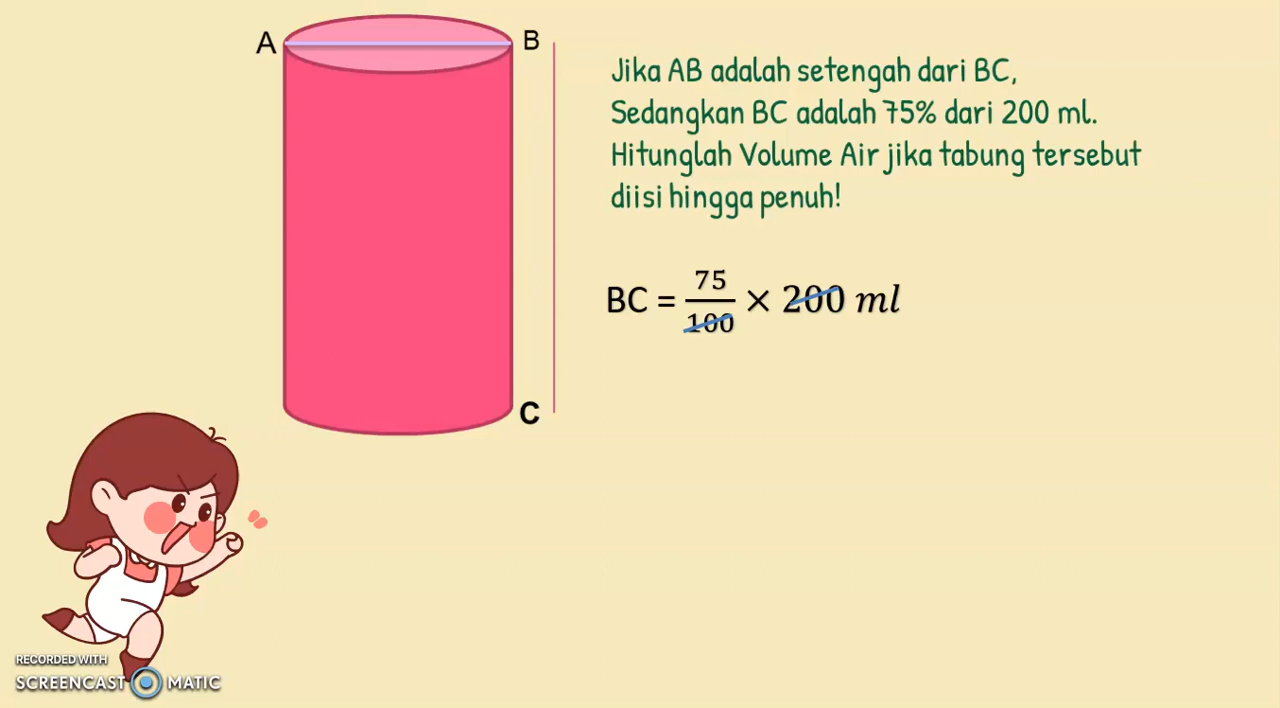 A
B
Jika AB adalah setengah dari BC,
Sedangkan BC adalah 75% dari 200 ml.
Hitunglah Volume Air jika tabung tersebut
diisi hingga penuh!
BC = 75/100 × 200 ml
C
RECORDED WITH
SCREENCAST MATIC